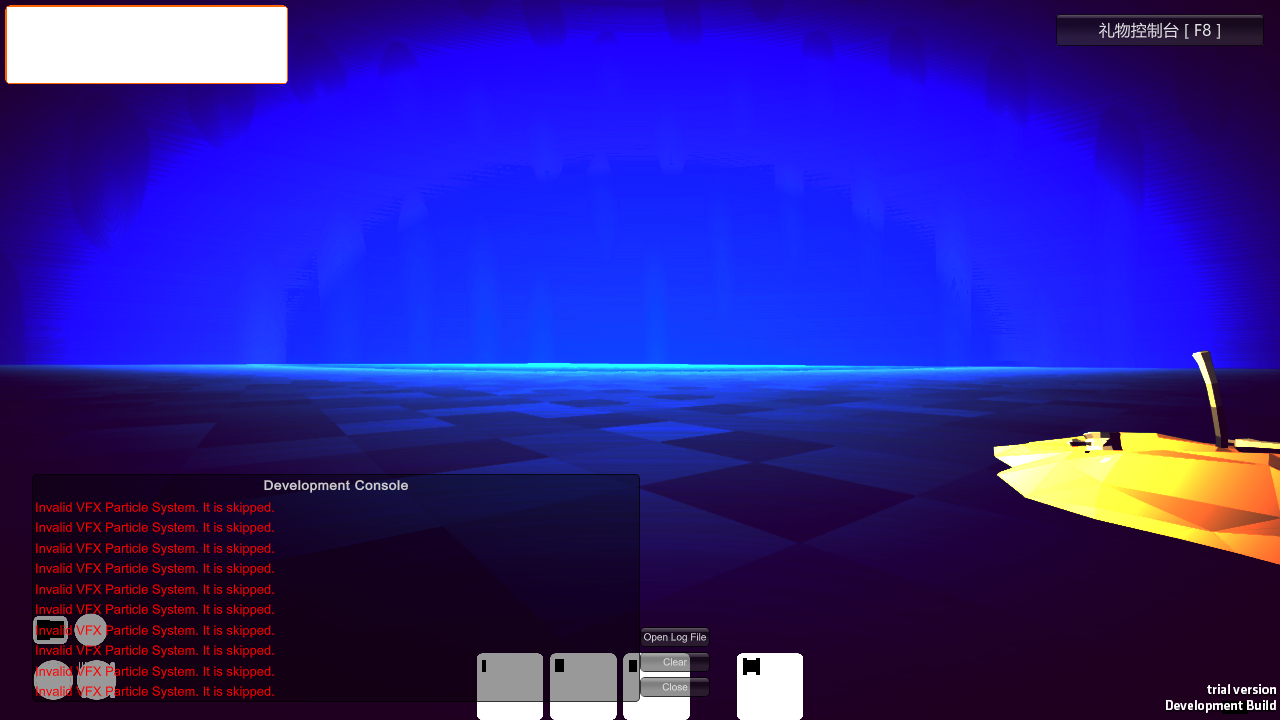 礼物控制台 [ F8 ]
Development Console
Invalid VFX Particle System. It is skipped.
Invalid VFX Particle System. It is skipped.
Invalid VFX Particle System. It is skipped.
Invalid VFX Particle System. It is skipped.
Invalid VFX Particle System. It is skipped.
Invalid VFX Particle System. It is skipped.
Invalid VFX Particle System. It is skipped.
Invalid VFX Particle System. It is skipped.
Invalid VFX Particle System. It is skipped.
Invalid VFX Particle System. It is skipped.
Open Log File
Clear
Close
trial version
Development Build